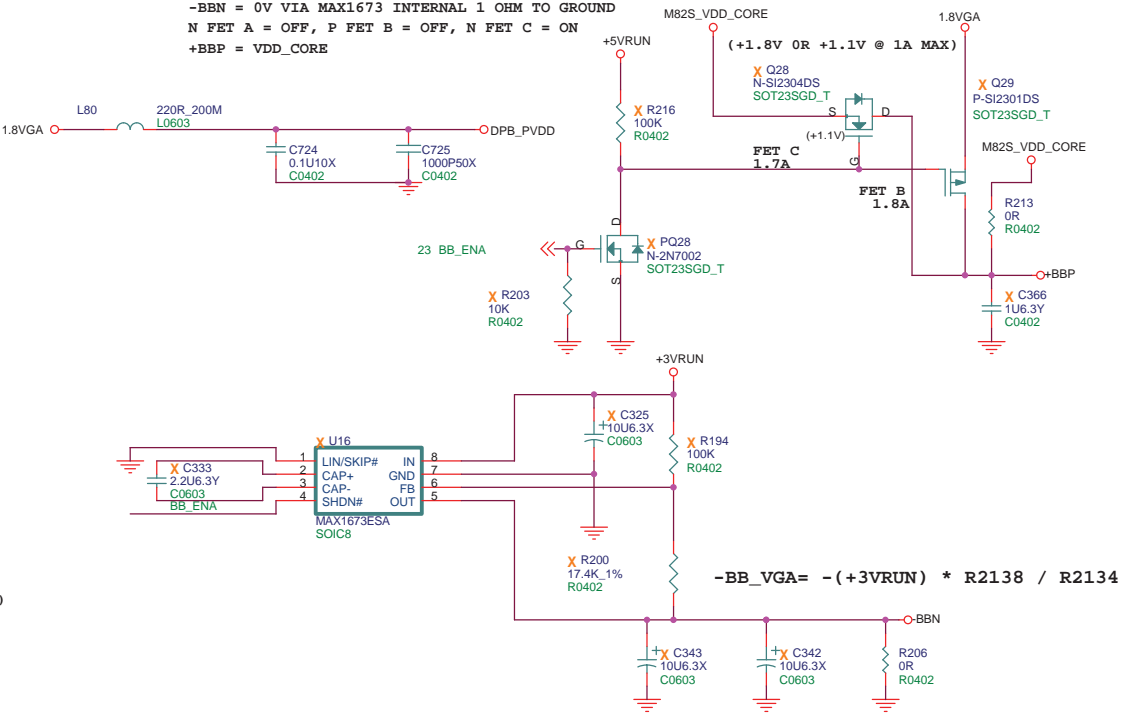 -BBN = 0V VIA MAX1673 INTERNAL 1 OHM TO GROUND
N FET A = OFF, P FET B = OFF, N FET C = ON
+BBP = VDD_CORE
M82S_VDD_CORE
1.8VGA
+5VRUN
(+1.8V 0R +1.1V @ 1A MAX)
X Q28
N-SI2304DS
SOT23SGD_T
X Q29
P-SI2301DS
SOT23SGD_T
L80
220R_200M
L0603
1.8VGA
DPB_PVDD
X R216
100K
R0402
S
D
(+1.1V)
G
C724
0.1U10X
C0402
C725
1000P50X
C0402
FET C
1.7A
M82S_VDD_CORE
FET B
1.8A
R213
0R
R0402
23 BB_ENA
G
D
S
X PQ28
N-2N7002
SOT23SGD_T
+BBP
X R203
10K
R0402
X C366
1U6.3Y
C0402
+3VRUN
X C325
+
10U6.3X
C0603
X R194
100K
R0402
X U16
1
2
3
4
LIN/SKIP#
CAP+
CAP-
SHDN#
IN
GND
FB
OUT
8
7
6
5
MAX1673ESA
SOIC8
X C333
2.2U6.3Y
C0603
BB_ENA
X R200
17.4K_1%
R0402
-BB_VGA= -(+3VRUN) * R2138 / R2134
)
-BBN
+
X C343
10U6.3X
C0603
+
X C342
10U6.3X
C0603
R206
0R
R0402